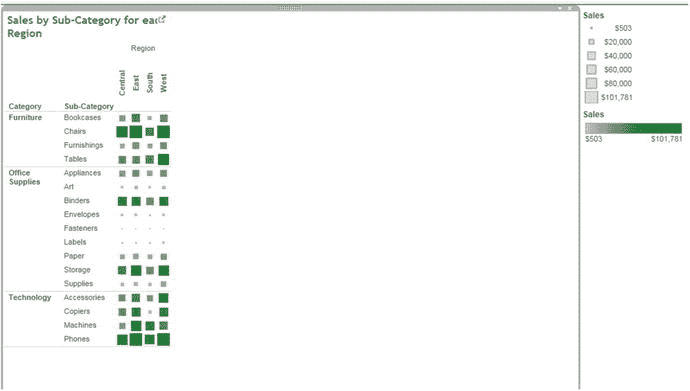 Sales by Sub-Category for eac
Region
Region
Central
East
South
West
Category Sub-Category
Furniture Bookcases
Chairs
Furnishings
Tables
Office Supplies Appliances
Art
Binders
Envelopes
Fasteners
Labels
Paper
Storage
Supplies
Technology Accessories
Copiers
Machines
Phones
Sales
$503
$20,000
$40,000
$60,000
$80,000
$101,781
Sales
$503 $101,781